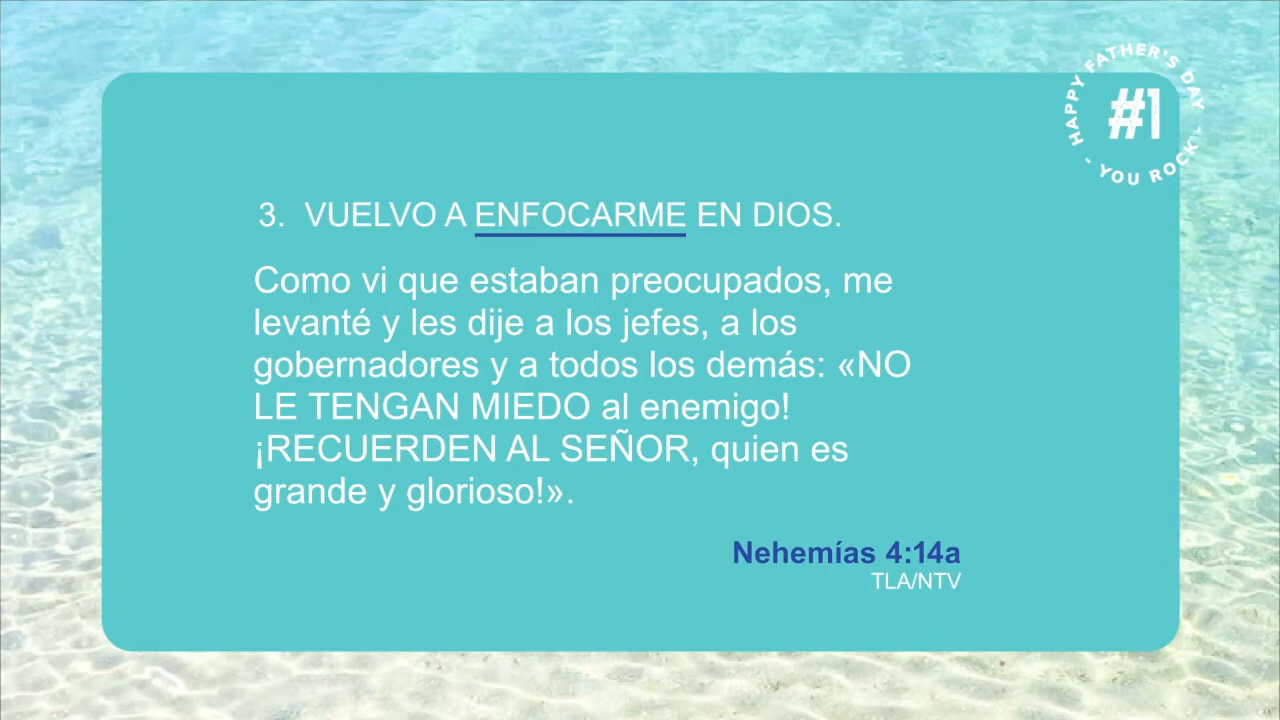 HAPPY FATHER'S DAY
#1
- YOU ROCK -
3. VUELVO A ENFOCARME EN DIOS.
Como vi que estaban preocupados, me
levanté y les dije a los jefes, a los
gobernadores y a todos los demás: «NO
LE TENGAN MIEDO al enemigo!
¡RECUERDEN AL SEÑOR, quien es
grande y glorioso!».
Nehemías 4:14a
TLA/NTV